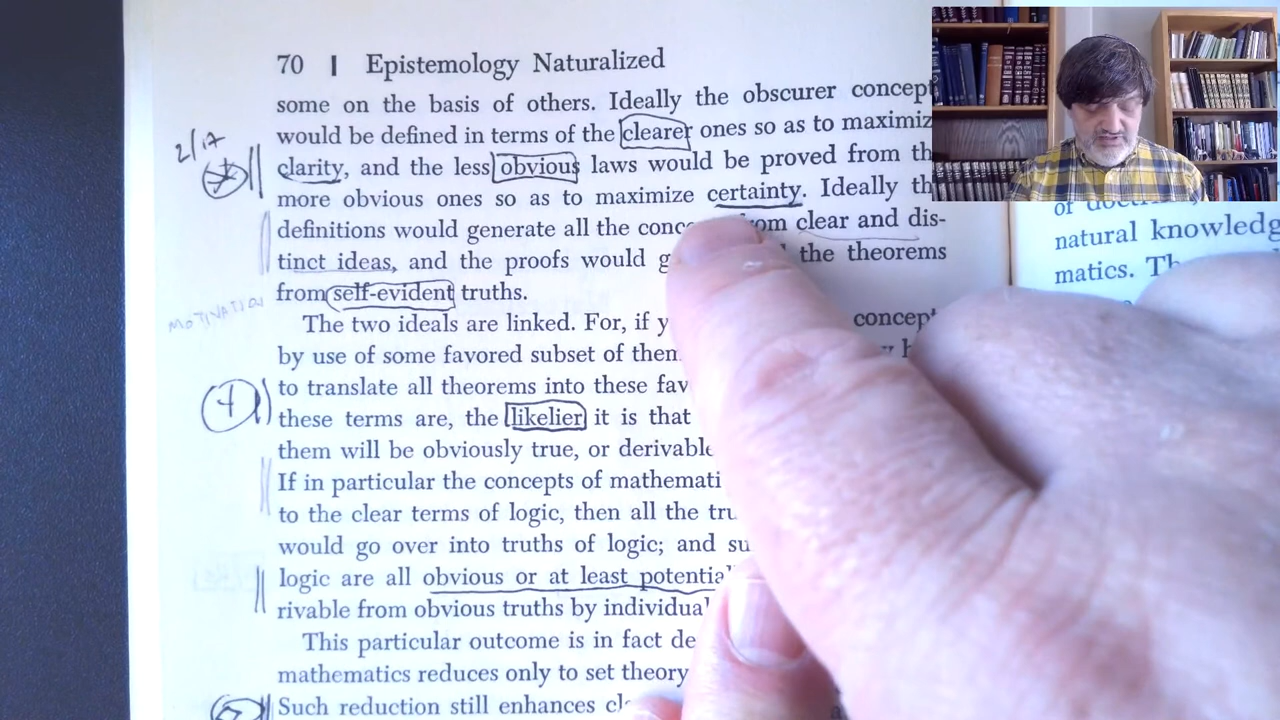 70 | Epistemology Naturalized
some on the basis of others. Ideally the obscurer concept
would be defined in terms of the clearer ones so as to maximiz
2/17
clarity, and the less obvious laws would be proved from th
more obvious ones so as to maximize certainty. Ideally th
definitions would generate all the conce from clear and dis-
tinct ideas, and the proofs would g the theorems
MOTIVATION
from self-evident truths.
The two ideals are linked. For, if y concept
by use of some favored subset of them
to translate all theorems into these fav
these terms are, the likelier it is that
them will be obviously true, or derivable
If in particular the concepts of mathemati
to the clear terms of logic, then all the tru
would go over into truths of logic; and su
logic are all obvious or at least potential
rivable from obvious truths by individual
This particular outcome is in fact de
mathematics reduces only to set theory
Such reduction still enhances cl
of
natural knowledg
matics. Th